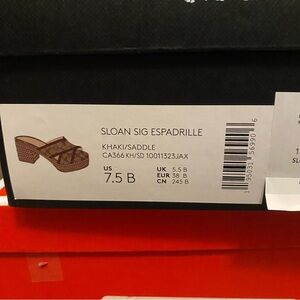 SLOAN SIG ESPADRILLE
KHAKI/SADDLE
CA366 KH/SD 10011323JAX
US
7.5 B
UK 5.5 B
EUR 38 B
CN 245 B